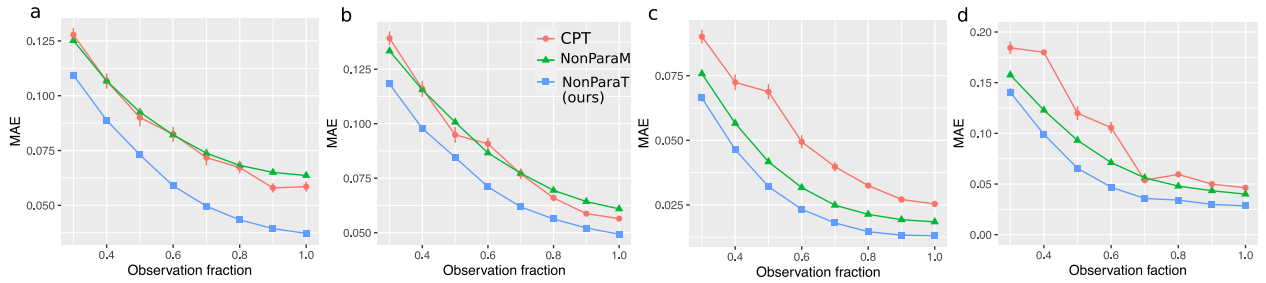 a
MAE
0.125
0.100
0.075
0.050
0.4
0.6
0.8
1.0
Observation fraction
b
CPT
NonParaM
NonParaT
(ours)
MAE
0.125
0.100
0.075
0.050
0.4
0.6
0.8
1.0
Observation fraction
c
MAE
0.075
0.050
0.025
0.4
0.6
0.8
1.0
Observation fraction
d
MAE
0.20
0.15
0.10
0.05
0.00
0.4
0.6
0.8
1.0
Observation faction